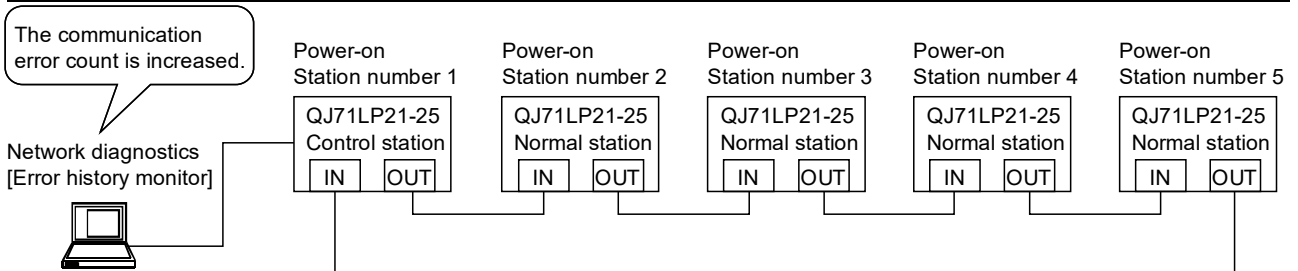 The communication
error count is increased.
Network diagnostics
[Error history monitor]
Power-on
Station number 1
QJ71LP21-25
Control station
IN OUT
Power-on
Station number 2
QJ71LP21-25
Normal station
IN OUT
Power-on
Station number 3
QJ71LP21-25
Normal station
IN OUT
Power-on
Station number 4
QJ71LP21-25
Normal station
IN OUT
Power-on
Station number 5
QJ71LP21-25
Normal station
IN OUT